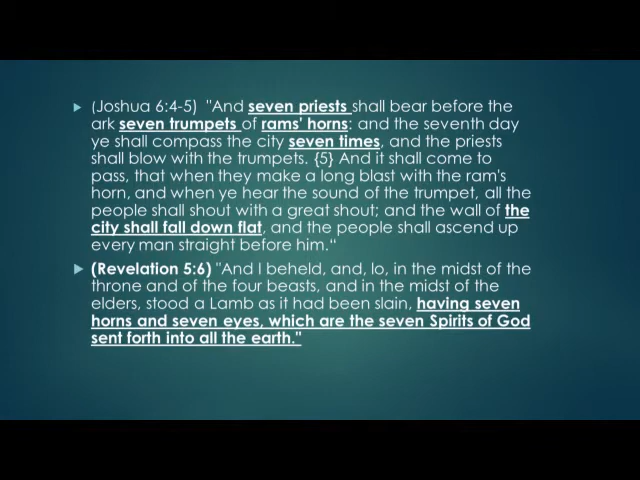 (Joshua 6:4-5) "And seven priests shall bear before the
ark seven trumpets of rams' horns: and the seventh day
ye shall compass the city seven times, and the priests
shall blow with the trumpets. {5} And it shall come to
pass, that when they make a long blast with the ram's
horn, and when ye hear the sound of the trumpet, all the
people shall shout with a great shout; and the wall of the
city shall fall down flat, and the people shall ascend up
every man straight before him."
(Revelation 5:6) "And I beheld, and, lo, in the midst of the
throne and of the four beasts, and in the midst of the
elders, stood a Lamb as it had been slain, having seven
horns and seven eyes, which are the seven Spirits of God
sent forth into all the earth."